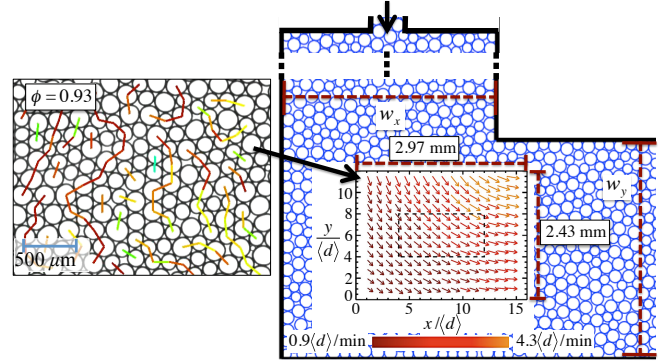 ϕ = 0.93
500 μm
w_x
2.97 mm
w_y
2.43 mm
y/⟨d⟩
10
8
6
4
2
0
0 5 10 15
x/⟨d⟩
0.9⟨d⟩/min 4.3⟨d⟩/min